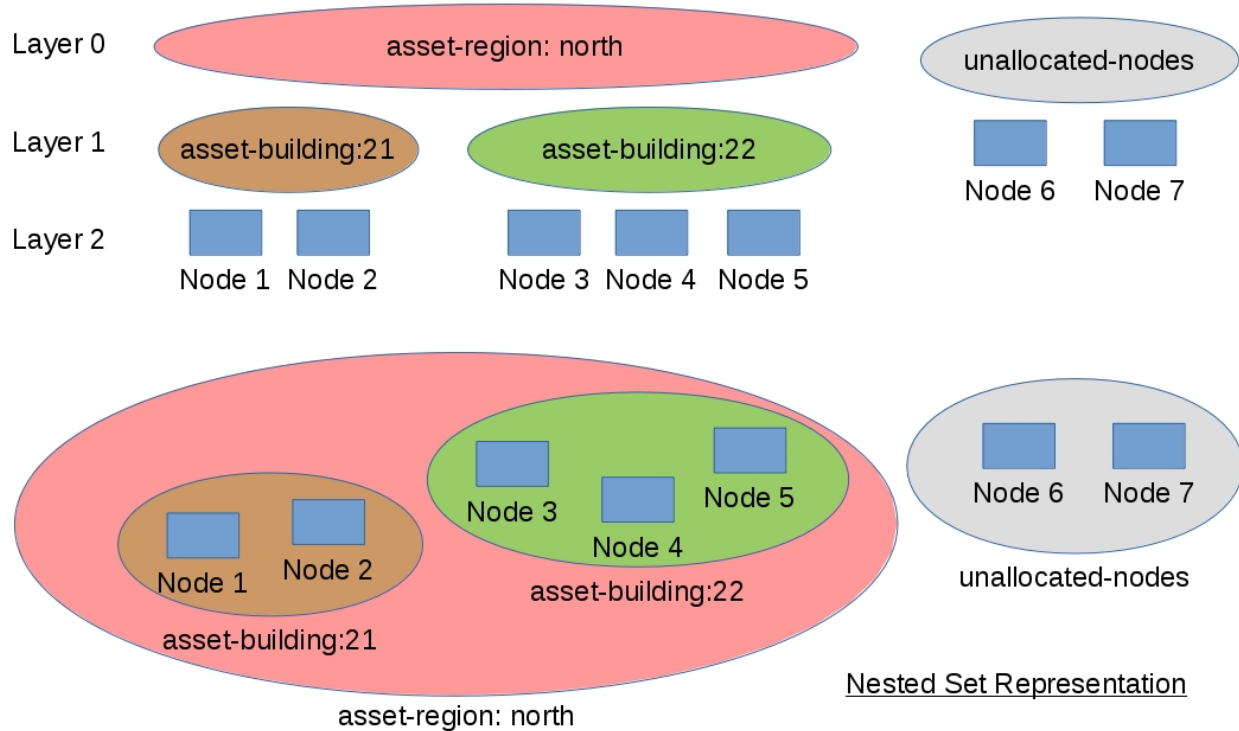 Layer 0
asset-region: north
unallocated-nodes
Layer 1
asset-building:21
asset-building:22
Node 6
Node 7
Layer 2
Node 1
Node 2
Node 3
Node 4
Node 5
Node 3
Node 5
Node 4
Node 1
Node 2
Node 6
Node 7
asset-building:22
unallocated-nodes
asset-building:21
asset-region: north
Nested Set Representation